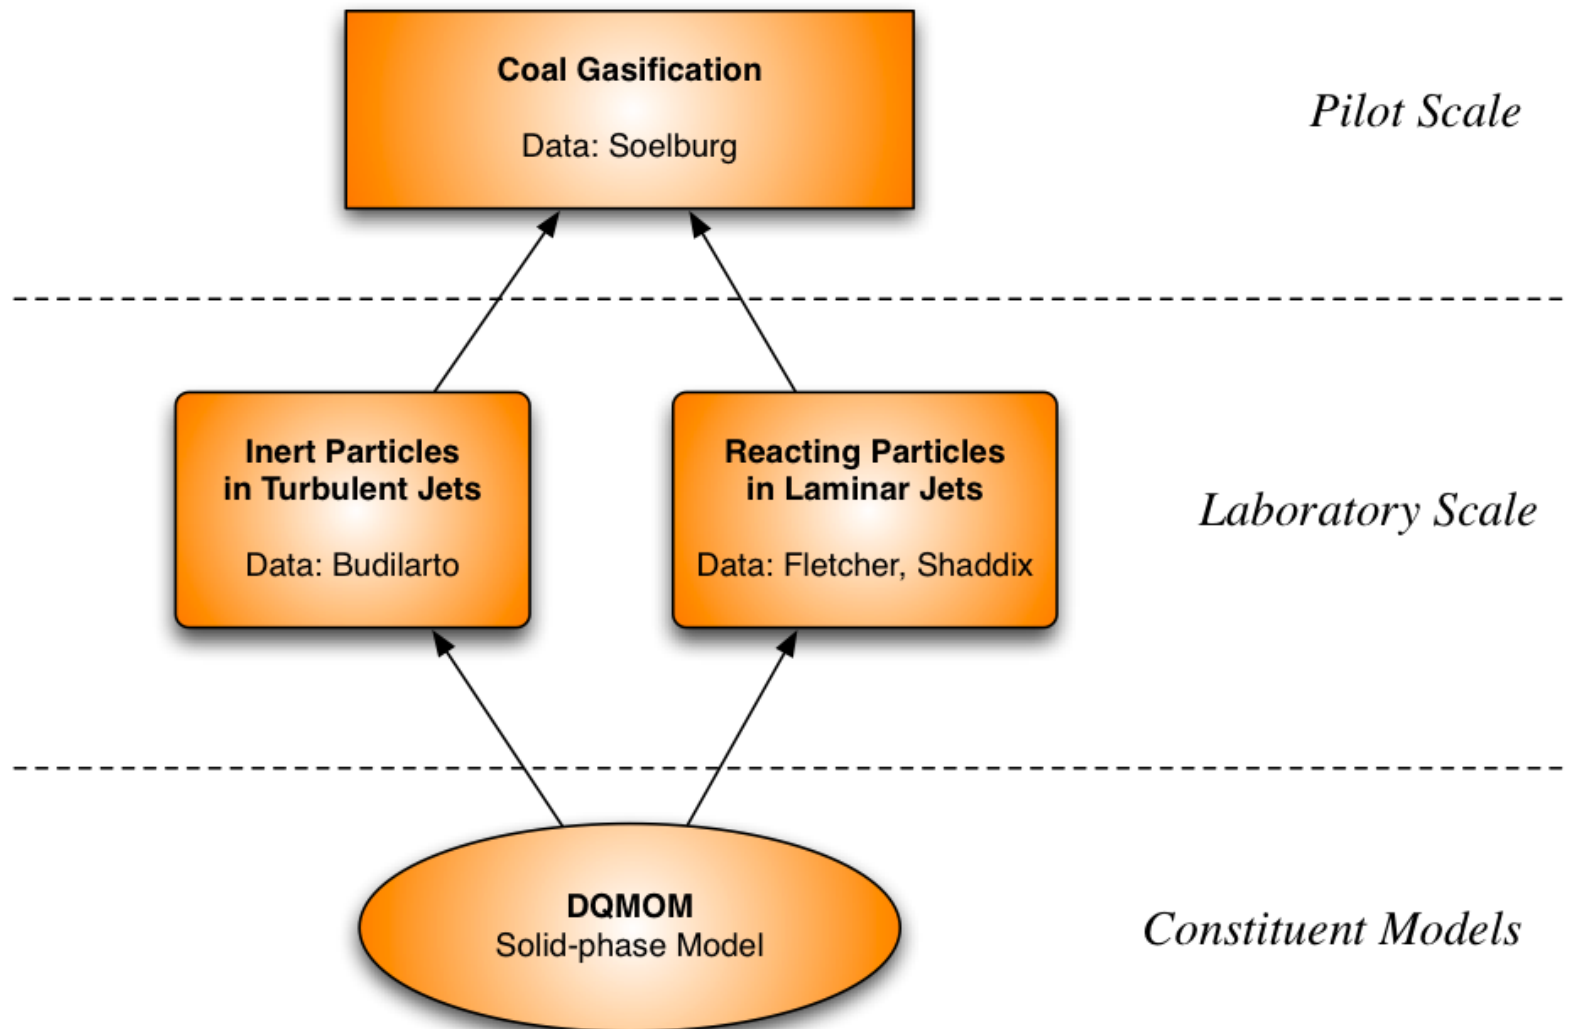 Coal Gasification
Data: Soelburg
Pilot Scale
Inert Particles
in Turbulent Jets
Data: Budilarto
Reacting Particles
in Laminar Jets
Data: Fletcher, Shaddix
Laboratory Scale
DQMOM
Solid-phase Model
Constituent Models